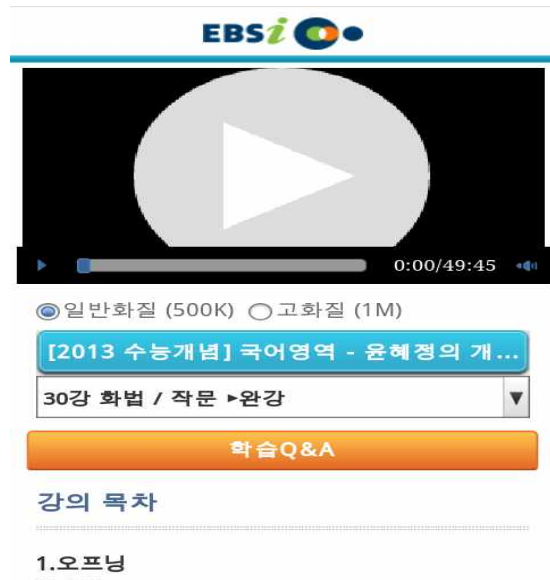 EBSi
0:00/49:45
일반화질 (500K) 고화질 (1M)
[2013 수능개념] 국어영역 - 윤혜정의 개...
30강 화법 / 작문 ►완강
학습Q&A
강의 목차
1.오프닝